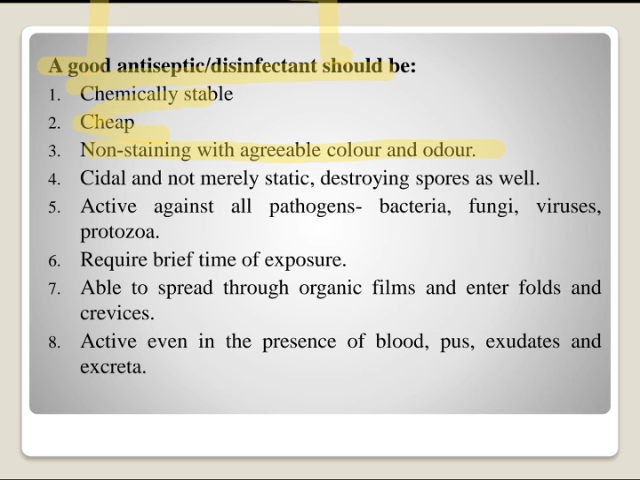 A good antiseptic/disinfectant should be:
1. Chemically stable
2. Cheap
3. Non-staining with agreeable colour and odour.
4. Cidal and not merely static, destroying spores as well.
5. Active against all pathogens- bacteria, fungi, viruses,
protozoa.
6. Require brief time of exposure.
7. Able to spread through organic films and enter folds and
crevices.
8. Active even in the presence of blood, pus, exudates and
excreta.